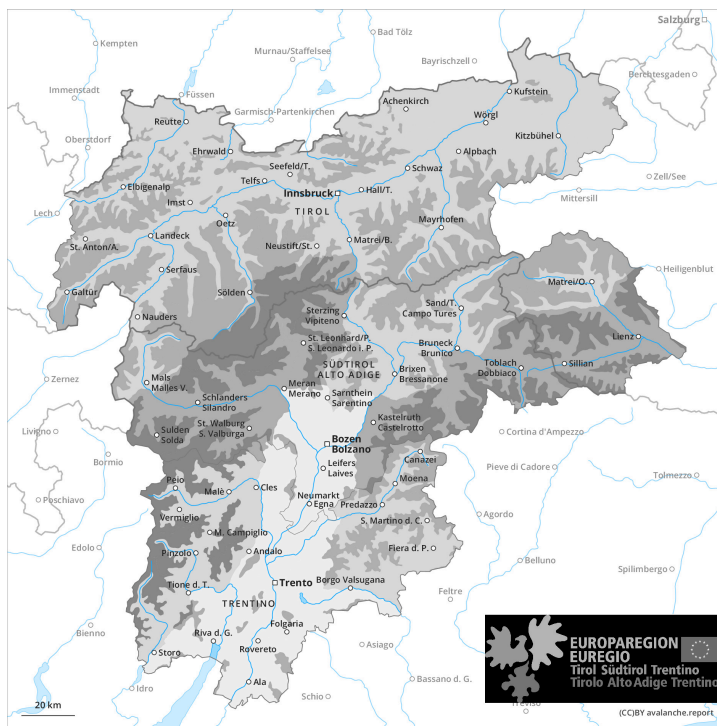 Salzburg
Kempten
Bad Tölz
Murnau/Staffelsee
Bayrischzell
Berchtesgaden
Immenstadt
Füssen
Kufstein
Achenkirch
Garmisch-Partenkirchen
Reutte
Wörgl
Kitzbühel
Oberstdorf
Ehrwald
Alpbach
Seefeld/T.
Schwaz
Zell/See
Telfs
Elbigenalp
Innsbruck
Hall/T.
Mittersill
Imst
TIROL
Lech
Oetz
Mayrhofen
St. Anton/A.
Landeck
Neustift/St.
Matrei/B.
Serfaus
Heiligenblut
Galtür
Sölden
Matrei/O.
Nauders
Sterzing
Vipiteno
Sand/T.
Campo Tures
St. Leonhard/P.
S. Leonardo i. P.
Lienz
Bruneck
Brunico
SÜDTIROL
ALTO ADIGE
Toblach
Dobbiaco
Sillian
Brixen
Bressanone
Zernez
Mals
Malles V.
Meran
Merano
Schlanders
Silandro
Sarnthein
Sarentino
St. Walburg
S. Valburga
Kastelruth
Castelrotto
Livigno
Sulden
Solda
Cortina d'Ampezzo
Bozen
Bolzano
Bormio
Canazei
Pieve di Cadore
Leifers
Laives
Tolmezzo
Peio
Malè
Cles
Moena
Poschiavo
Neumarkt
Egna
Predazzo
Vermiglio
Agordo
S. Martino d. C.
M. Campiglio
Edolo
Pinzolo
Andalo
Fiera d. P.
Belluno
Spilimbergo
Tione d. T.
Trento
Borgo Valsugana
Feltre
TRENTINO
Bienno
Riva d. G.
Folgaria
Rovereto
Asiago
Storo
Bassano d. G.
Idro
Ala
Schio
Treviso
EUROPAREGION
EUREGIO
Tirol Südtirol Trentino
Tirolo Alto Adige Trentino
20 km
(CC)BY avalanche.report